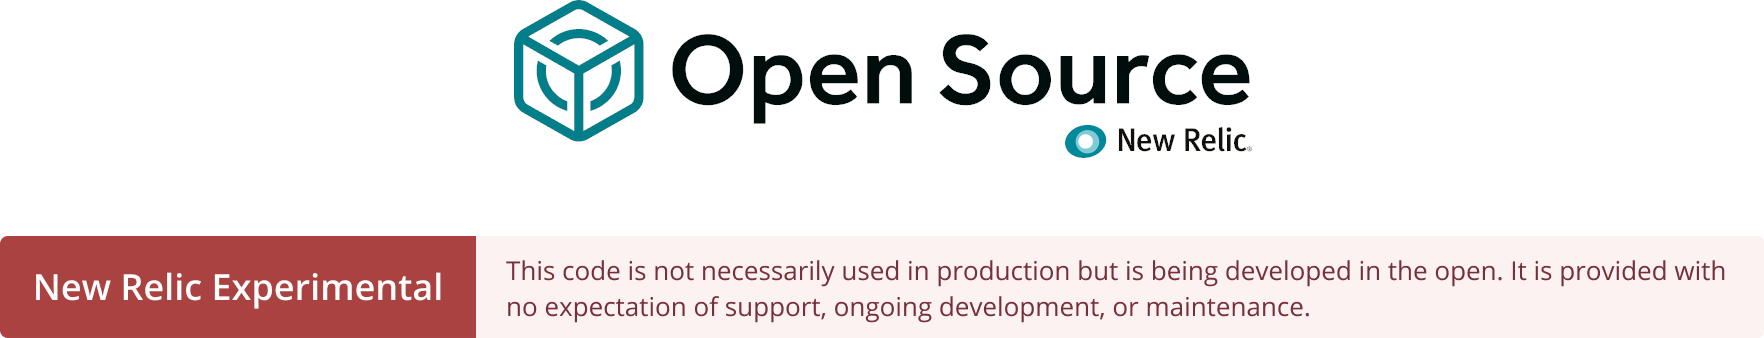 Open Source
New Relic®
New Relic Experimental
This code is not necessarily used in production but is being developed in the open. It is provided with
no expectation of support, ongoing development, or maintenance.